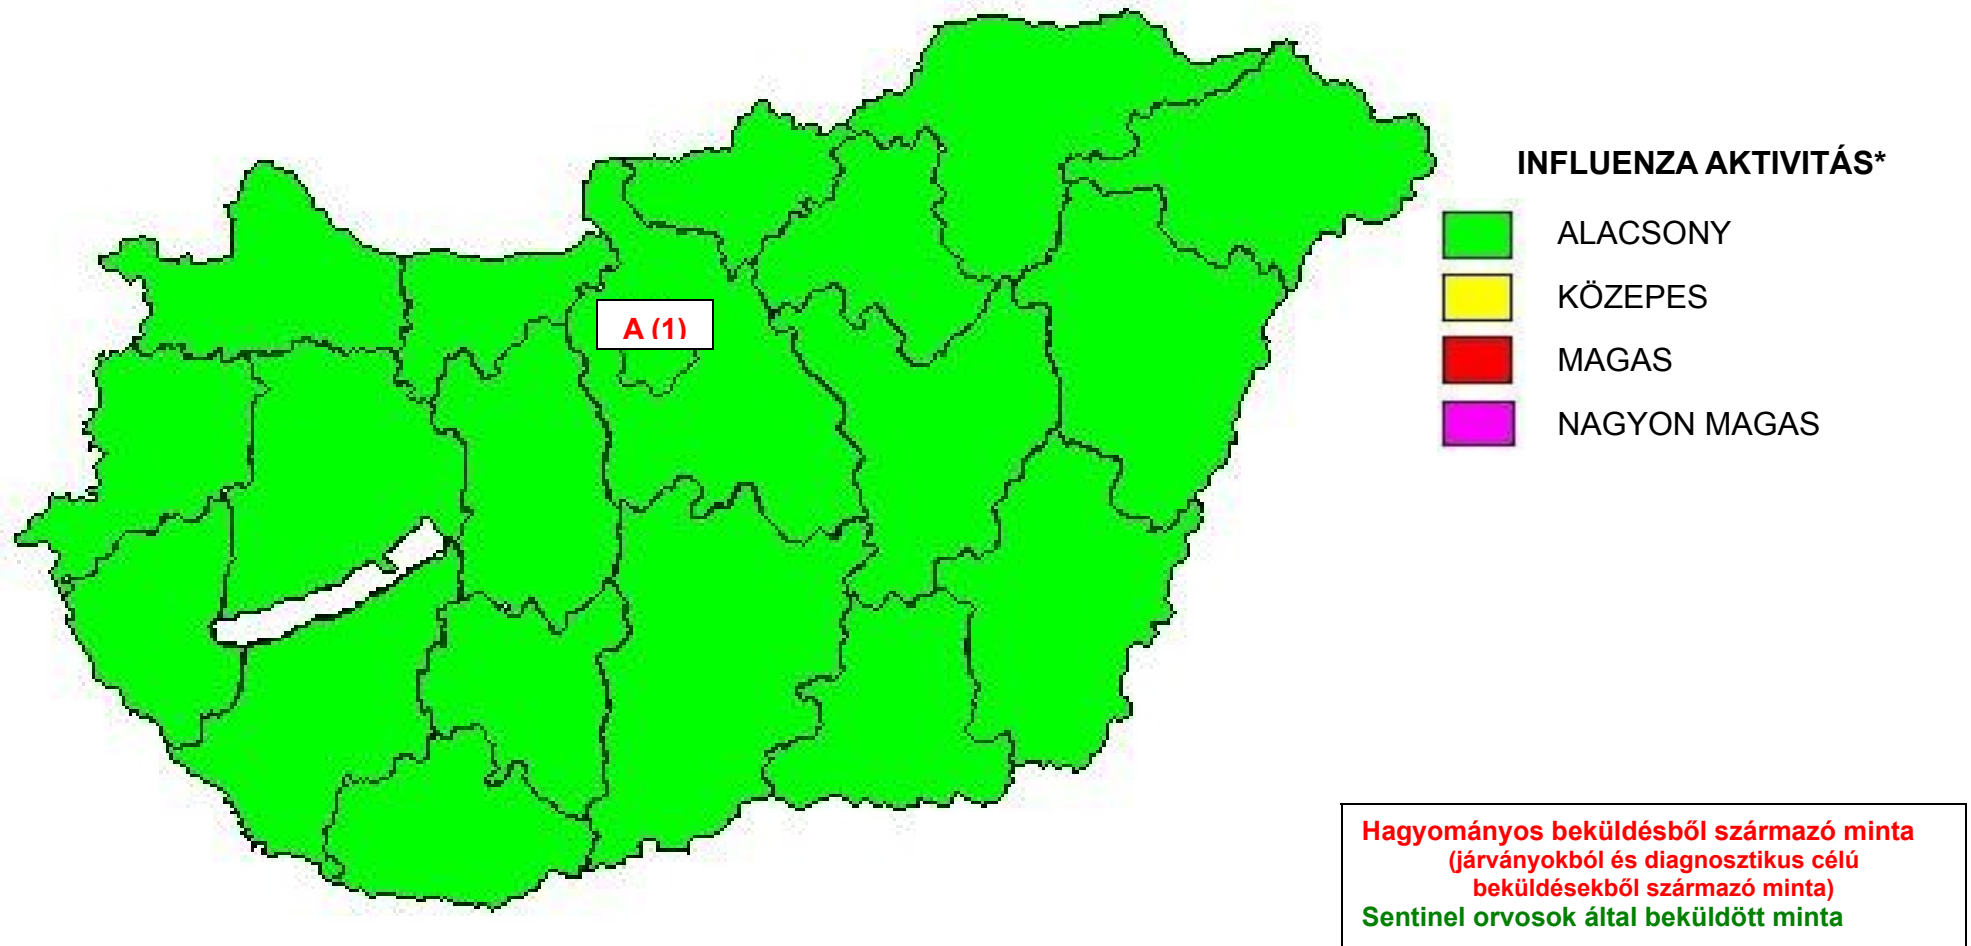 INFLUENZA AKTIVITÁS*
ALACSONY
KÖZEPES
MAGAS
NAGYON MAGAS
A (1)
Hagyományos beküldésből származó minta
(járványokból és diagnosztikus célú
beküldésekből származó minta)
Sentinel orvosok által beküldött minta